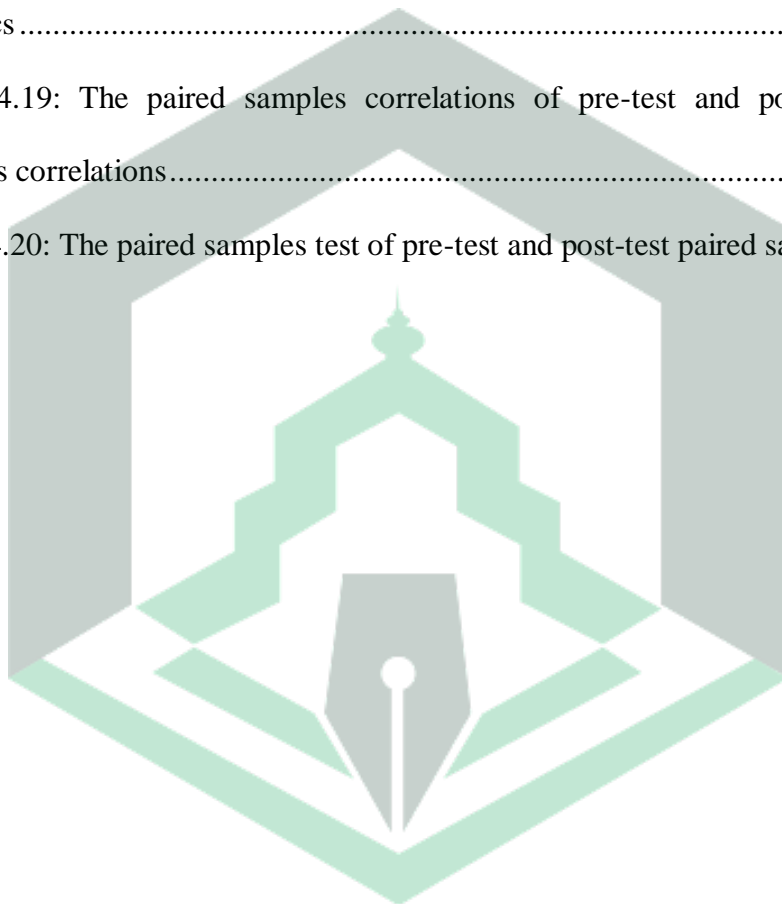 s ................................................................................
4.19: The paired samples correlations of pre-test and po
s correlations................................................................
.20: The paired samples test of pre-test and post-test paired sa